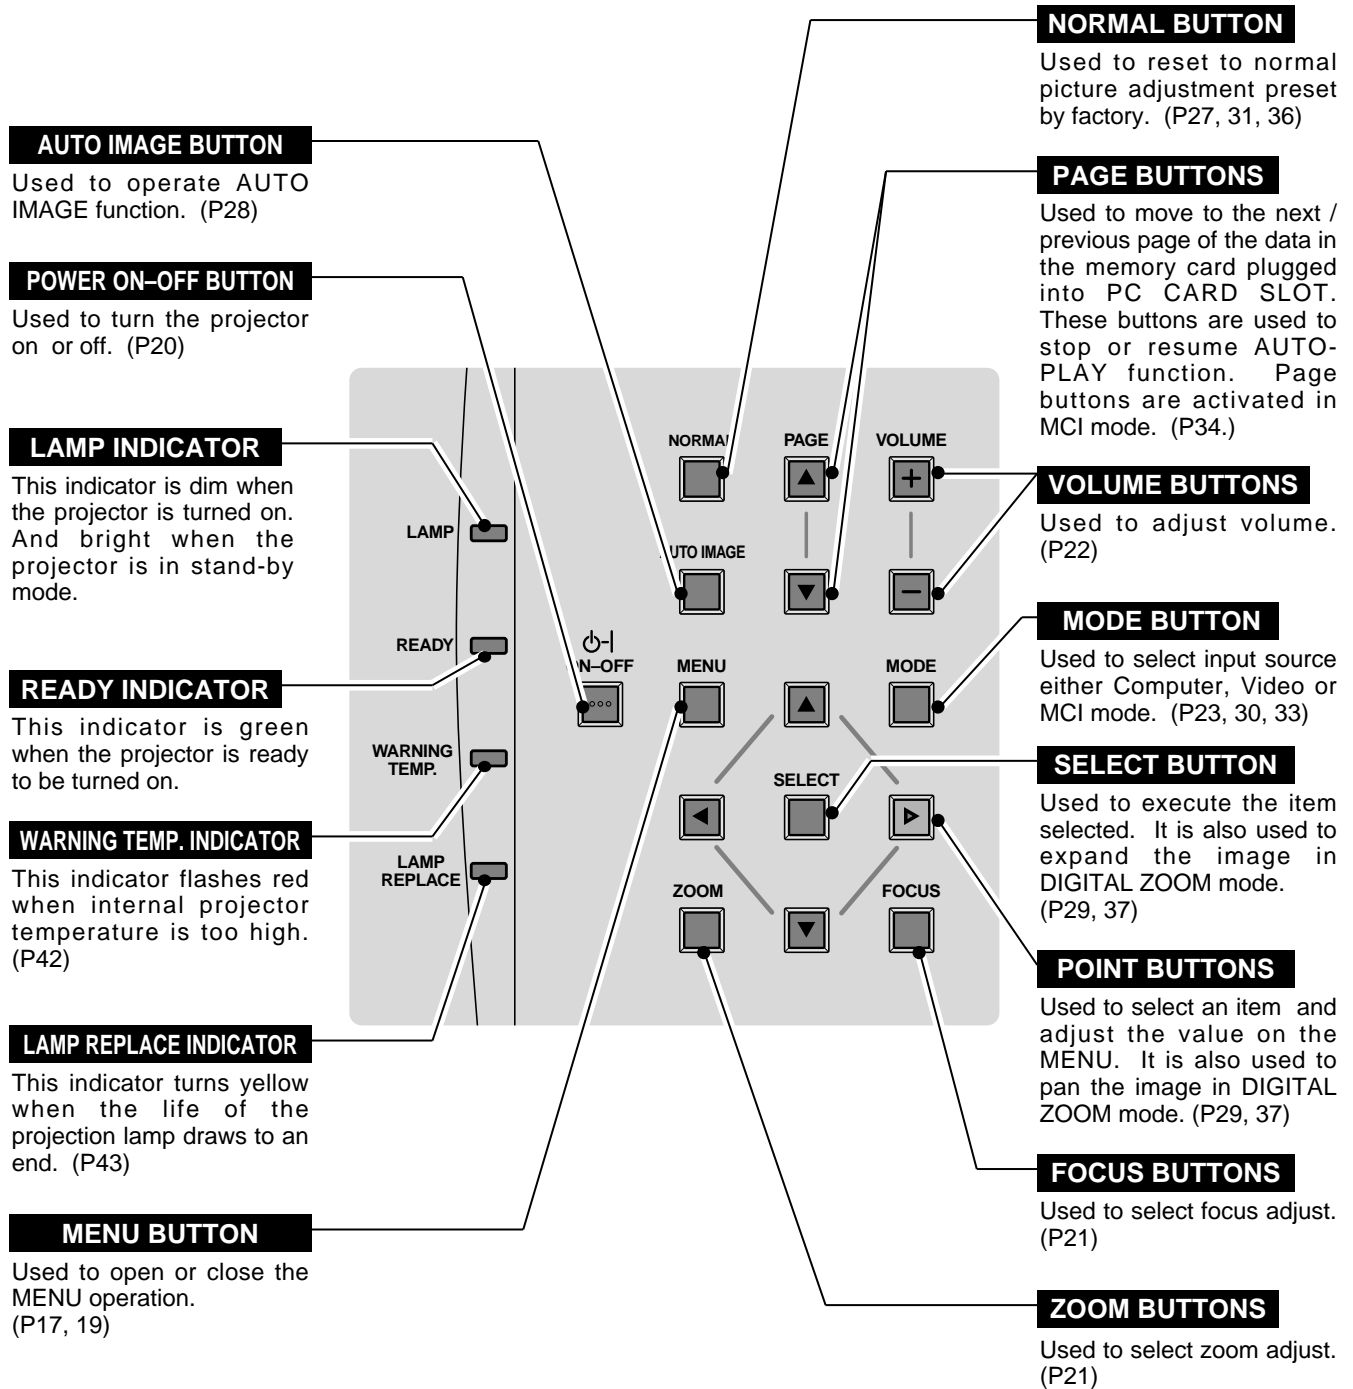 AUTO IMAGE BUTTON
Used to operate AUTO
IMAGE function. (P28)
POWER ON–OFF BUTTON
Used to turn the projector
on or off. (P20)
LAMP INDICATOR
This indicator is dim when
the projector is turned on.
And bright when the
projector is in stand-by
mode.
READY INDICATOR
This indicator is green
when the projector is ready
to be turned on.
WARNING TEMP. INDICATOR
This indicator flashes red
when internal projector
temperature is too high.
(P42)
LAMP REPLACE INDICATOR
This indicator turns yellow
when the life of the
projection lamp draws to an
end. (P43)
MENU BUTTON
Used to open or close the
MENU operation.
(P17, 19)
NORMAL
PAGE
VOLUME
LAMP
AUTO IMAGE
READY
ON–OFF
MENU
MODE
WARNING
TEMP.
SELECT
LAMP
REPLACE
ZOOM
FOCUS
NORMAL BUTTON
Used to reset to normal
picture adjustment preset
by factory. (P27, 31, 36)
PAGE BUTTONS
Used to move to the next /
previous page of the data in
the memory card plugged
into PC CARD SLOT.
These buttons are used to
stop or resume AUTO-
PLAY function. Page
buttons are activated in
MCI mode. (P34.)
VOLUME BUTTONS
Used to adjust volume.
(P22)
MODE BUTTON
Used to select input source
either Computer, Video or
MCI mode. (P23, 30, 33)
SELECT BUTTON
Used to execute the item
selected. It is also used to
expand the image in
DIGITAL ZOOM mode.
(P29, 37)
POINT BUTTONS
Used to select an item and
adjust the value on the
MENU. It is also used to
pan the image in DIGITAL
ZOOM mode. (P29, 37)
FOCUS BUTTONS
Used to select focus adjust.
(P21)
ZOOM BUTTONS
Used to select zoom adjust.
(P21)